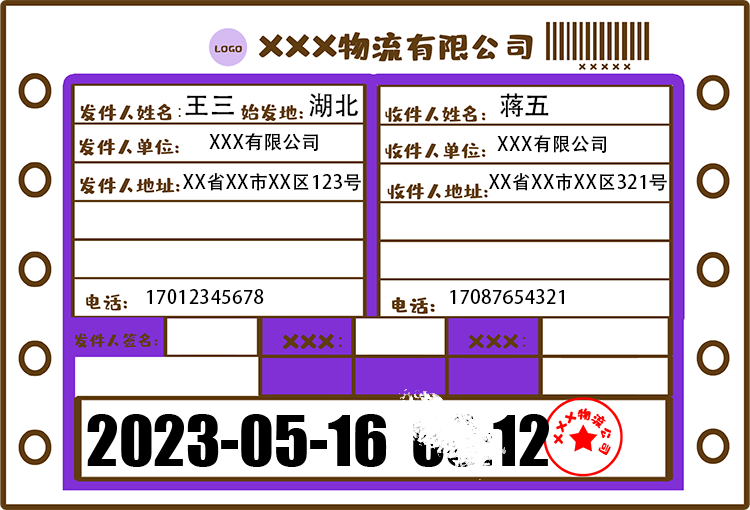 LOGO XXX物流有限公司
XXXXX
发件人姓名:王三 始发地:湖北
收件人姓名: 蒋五
发件人单位: XXX有限公司
收件人单位: XXX有限公司
发件人地址:XX省XX市XX区123号
收件人地址:XX省XX市XX区321号
电话: 17012345678
电话: 17087654321
发件人签名: XXX: XXX:
2023-05-16 12
XXX物流公司